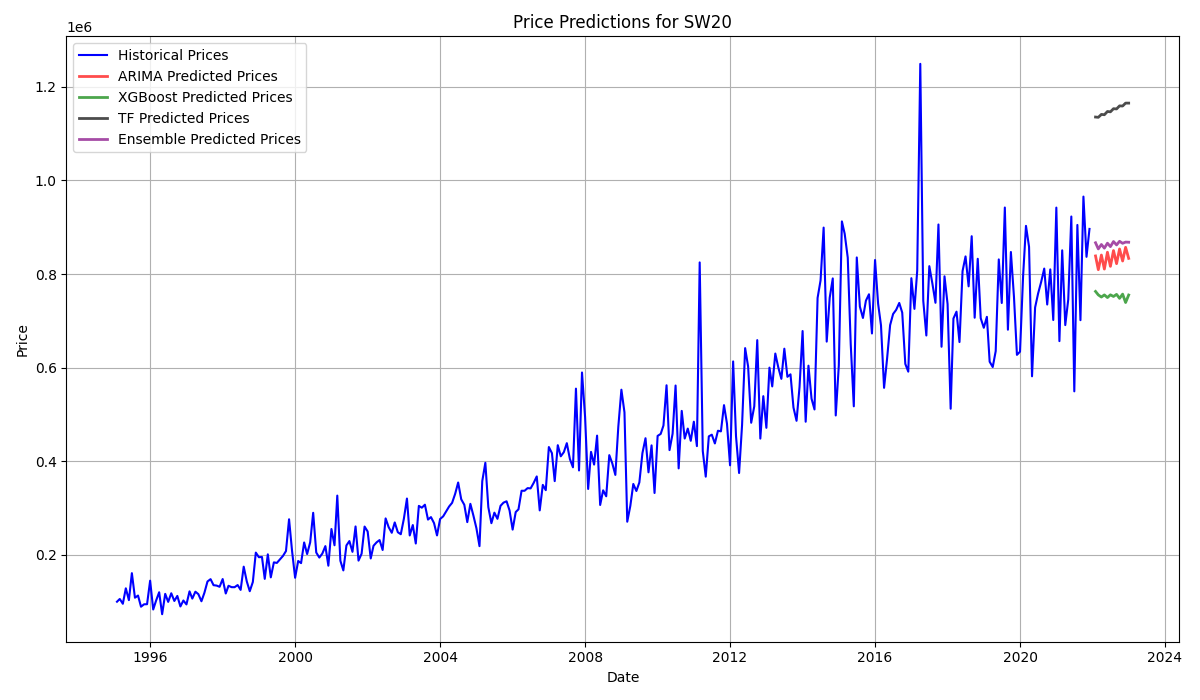 Price Predictions for SW20
1e6
Historical Prices
ARIMA Predicted Prices
XGBoost Predicted Prices
TF Predicted Prices
Ensemble Predicted Prices
1.2
1.0
0.8
0.6
0.4
0.2
Price
1996 2000 2004 2008 2012 2016 2020 2024
Date